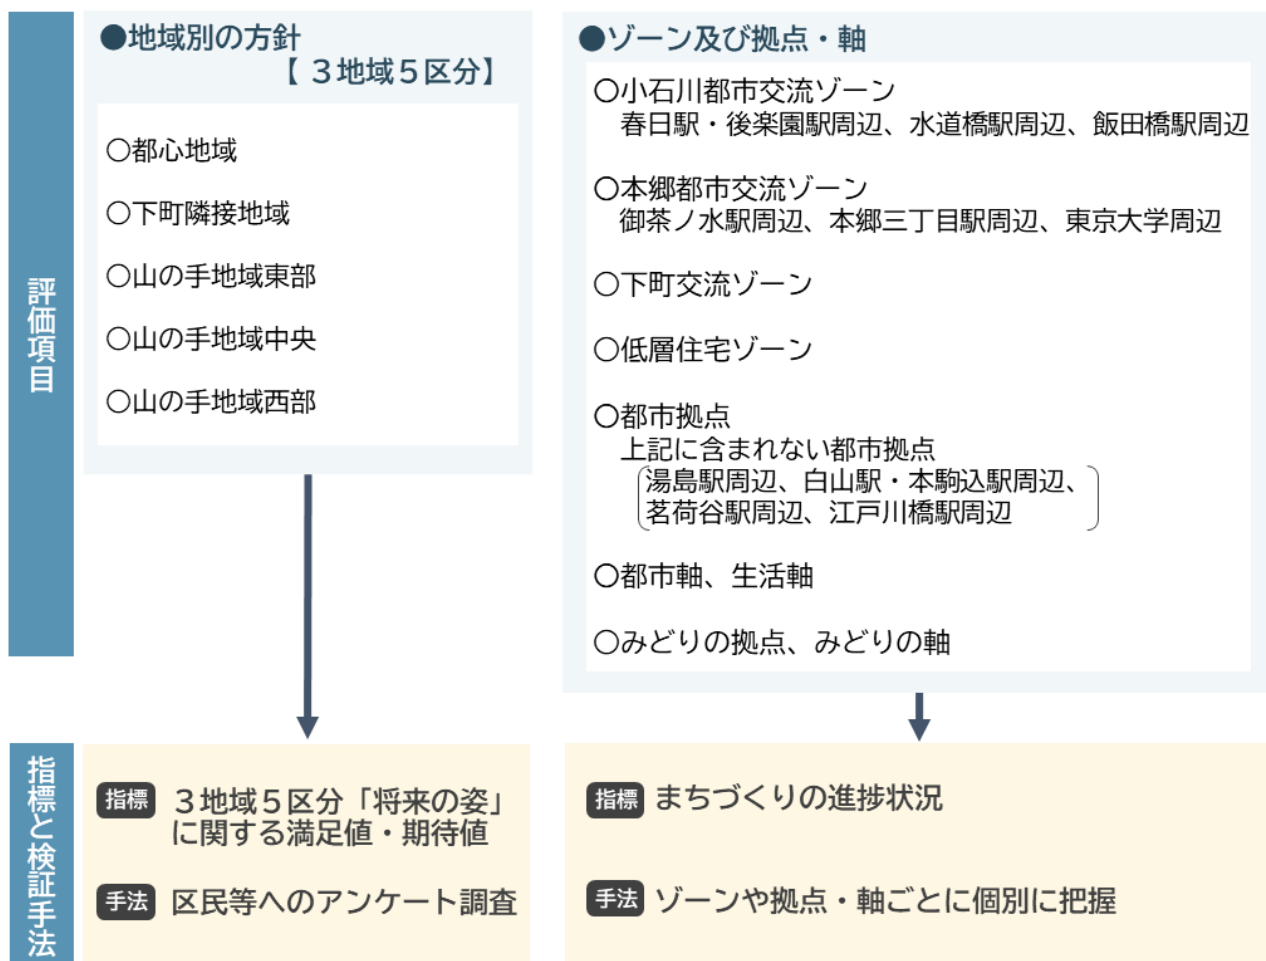 評価項目
●地域別の方針
【３地域５区分】
○都心地域
○下町隣接地域
○山の手地域東部
○山の手地域中央
○山の手地域西部
●ゾーン及び拠点・軸
○小石川都市交流ゾーン
春日駅・後楽園駅周辺、水道橋駅周辺、飯田橋駅周辺
○本郷都市交流ゾーン
御茶ノ水駅周辺、本郷三丁目駅周辺、東京大学周辺
○下町交流ゾーン
○低層住宅ゾーン
○都市拠点
上記に含まれない都市拠点
湯島駅周辺、白山駅・本駒込駅周辺、
茗荷谷駅周辺、江戸川橋駅周辺
○都市軸、生活軸
○みどりの拠点、みどりの軸
指標と検証手法
指標 ３地域５区分「将来の姿」
に関する満足値・期待値
手法 区民等へのアンケート調査
指標 まちづくりの進捗状況
手法 ゾーンや拠点・軸ごとに個別に把握